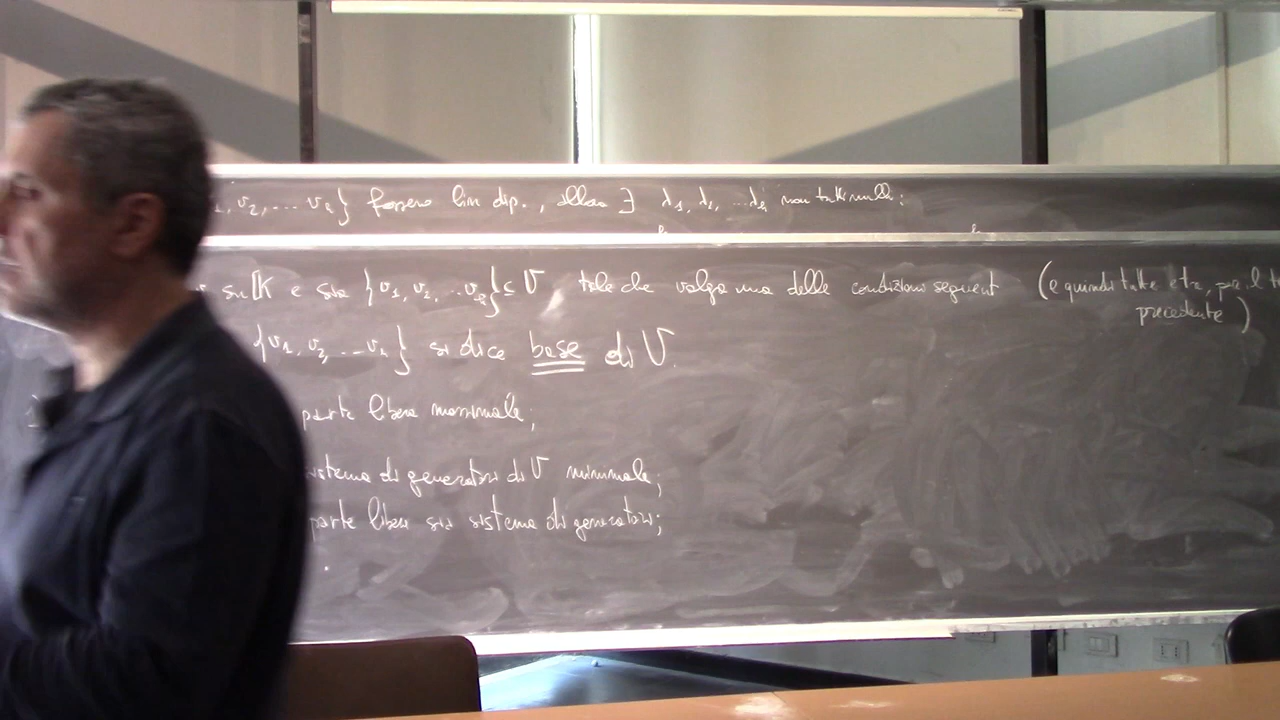 ₁, v₂, ... vₖ} fossero lin dip., allora ∃ λ₁, λ₂, ... λₖ non tutti nulli:
su K e sia {v₁, v₂, ... vₖ} ⊆ V tale che valga una delle condizioni seguenti (e quindi tutte e tre, per il t
precedente)
{v₁, v₂, ... vₖ} si dice base di V.
parte libera massimale;
sistema di generatori di V minimale;
parte libera sia sistema di generatori;